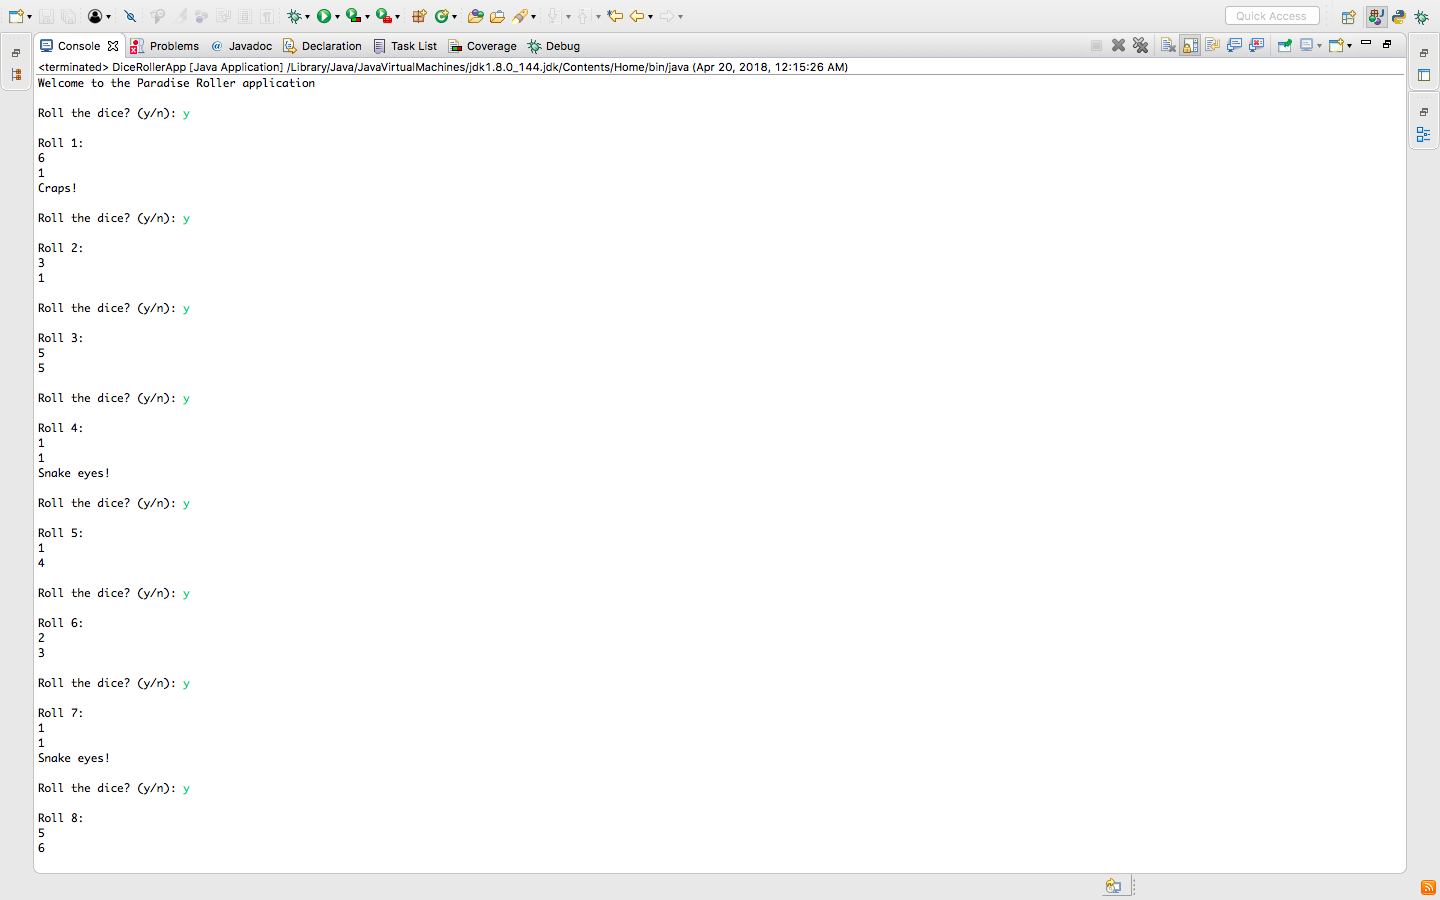 Quick Access
Console Problems @ Javadoc Declaration Task List Coverage Debug
<terminated> DiceRollerApp [Java Application] /Library/Java/JavaVirtualMachines/jdk1.8.0_144.jdk/Contents/Home/bin/java (Apr 20, 2018, 12:15:26 AM)
Welcome to the Paradise Roller application
Roll the dice? (y/n): y
Roll 1:
6
1
Craps!
Roll the dice? (y/n): y
Roll 2:
3
1
Roll the dice? (y/n): y
Roll 3:
5
5
Roll the dice? (y/n): y
Roll 4:
1
1
Snake eyes!
Roll the dice? (y/n): y
Roll 5:
1
4
Roll the dice? (y/n): y
Roll 6:
2
3
Roll the dice? (y/n): y
Roll 7:
1
1
Snake eyes!
Roll the dice? (y/n): y
Roll 8:
5
6